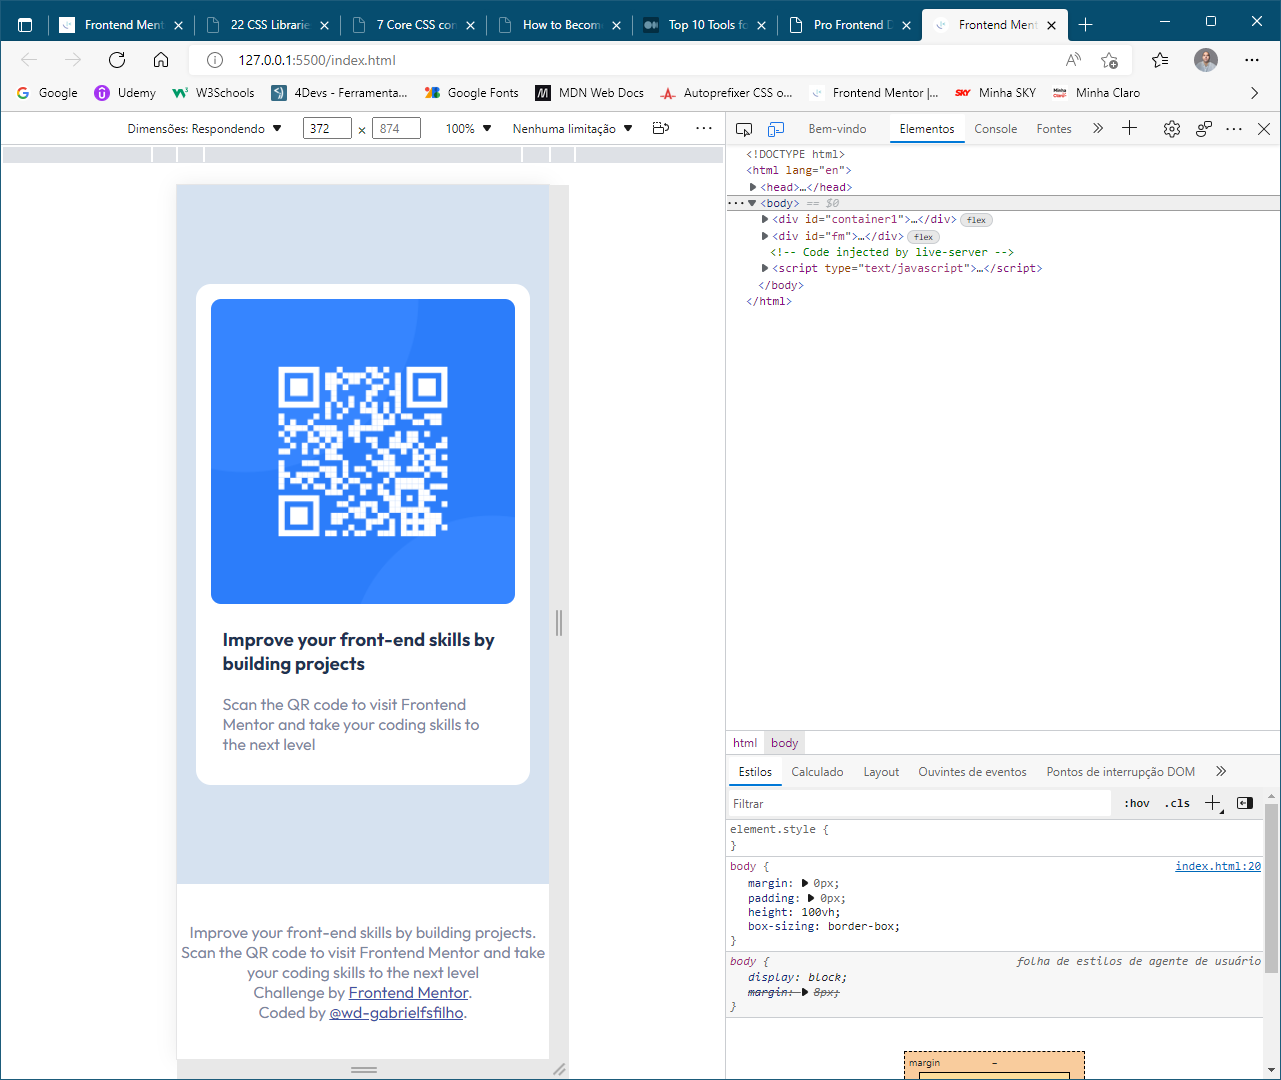 Frontend Ment
22 CSS Librarie
7 Core CSS con
How to Becom
Top 10 Tools fo
Pro Frontend D
Frontend Ment
127.0.0.1:5500/index.html
Google
Udemy
W3Schools
4Devs - Ferramenta...
Google Fonts
MDN Web Docs
Autoprefixer CSS o...
Frontend Mentor |...
Minha SKY
Minha Claro
Dimensões: Respondendo
372
×
874
100%
Nenhuma limitação
Bem-vindo
Elementos
Console
Fontes
<!DOCTYPE html>
<html lang="en">
<head>…</head>
<body> == $0
<div id="container1">…</div> flex
<div id="fm">…</div> flex
<!-- Code injected by live-server -->
<script type="text/javascript">…</script>
</body>
</html>
Improve your front-end skills by
building projects
Scan the QR code to visit Frontend
Mentor and take your coding skills to
the next level
Improve your front-end skills by building projects.
Scan the QR code to visit Frontend Mentor and take
your coding skills to the next level
Challenge by Frontend Mentor.
Coded by @wd-gabrielfsfilho.
html body
Estilos
Calculado
Layout
Ouvintes de eventos
Pontos de interrupção DOM
Filtrar
:hov .cls
element.style {
}
body { index.html:20
margin: 0px;
padding: 0px;
height: 100vh;
box-sizing: border-box;
}
body { folha de estilos de agente de usuário
display: block;
margin: 8px;
}
margin –